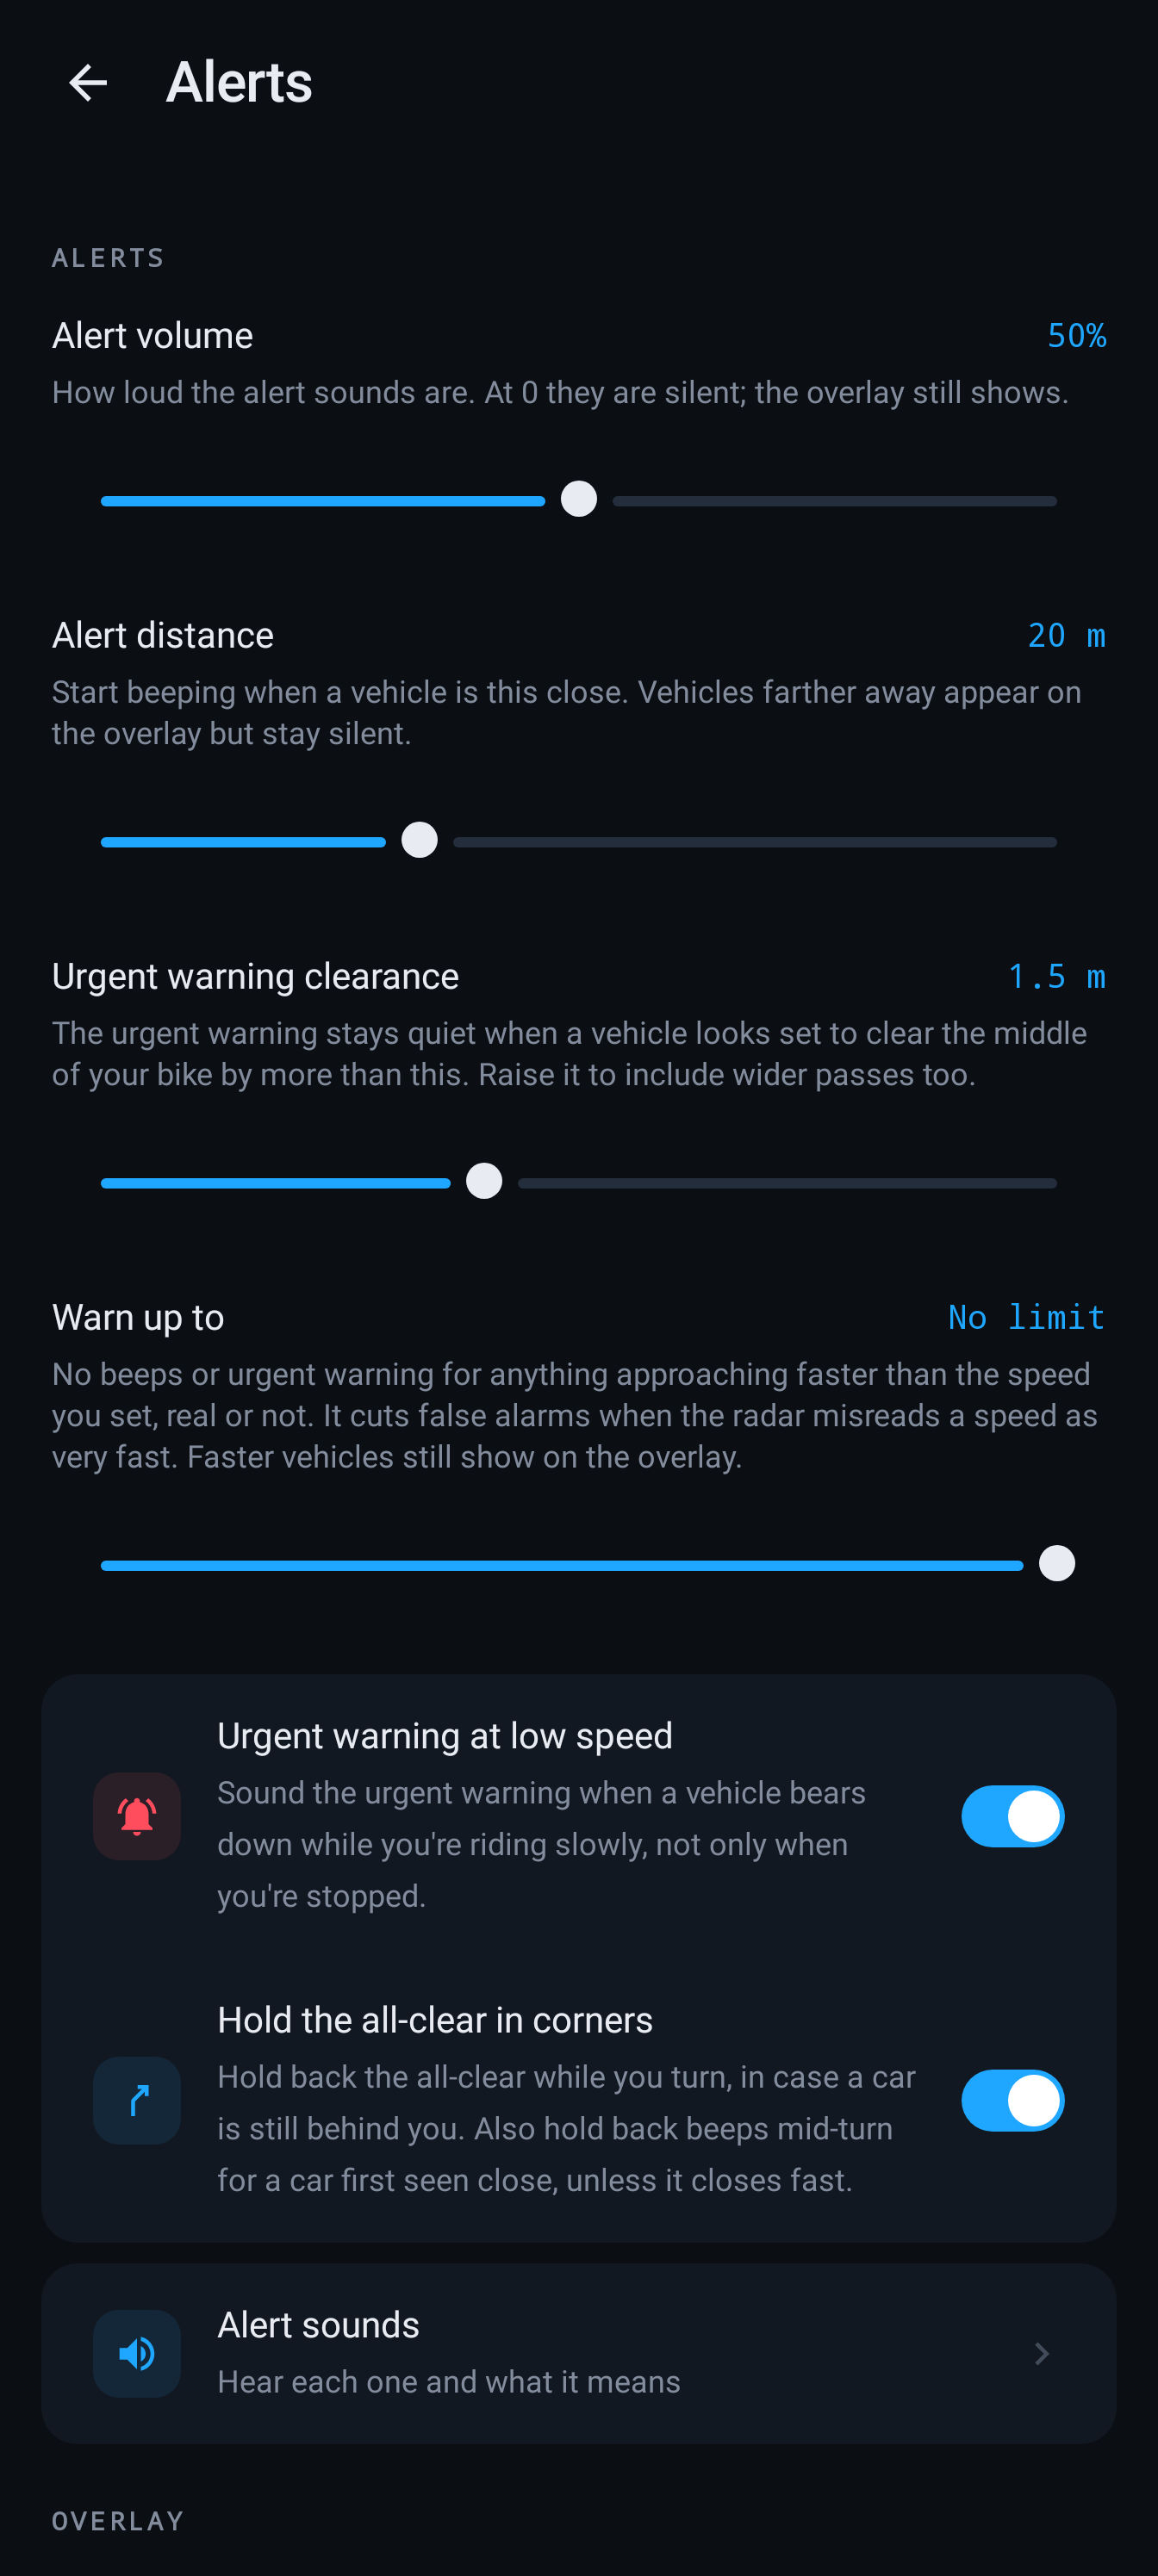 Alerts
ALERTS
Alert volume
50%
How loud the alert sounds are. At 0 they are silent; the overlay still shows.
Alert distance
20 m
Start beeping when a vehicle is this close. Vehicles farther away appear on
the overlay but stay silent.
Urgent warning clearance
1.5 m
The urgent warning stays quiet when a vehicle looks set to clear the middle
of your bike by more than this. Raise it to include wider passes too.
Warn up to
No limit
No beeps or urgent warning for anything approaching faster than the speed
you set, real or not. It cuts false alarms when the radar misreads a speed as
very fast. Faster vehicles still show on the overlay.
Urgent warning at low speed
Sound the urgent warning when a vehicle bears
down while you're riding slowly, not only when
you're stopped.
Hold the all-clear in corners
Hold back the all-clear while you turn, in case a car
is still behind you. Also hold back beeps mid-turn
for a car first seen close, unless it closes fast.
Alert sounds
Hear each one and what it means
OVERLAY